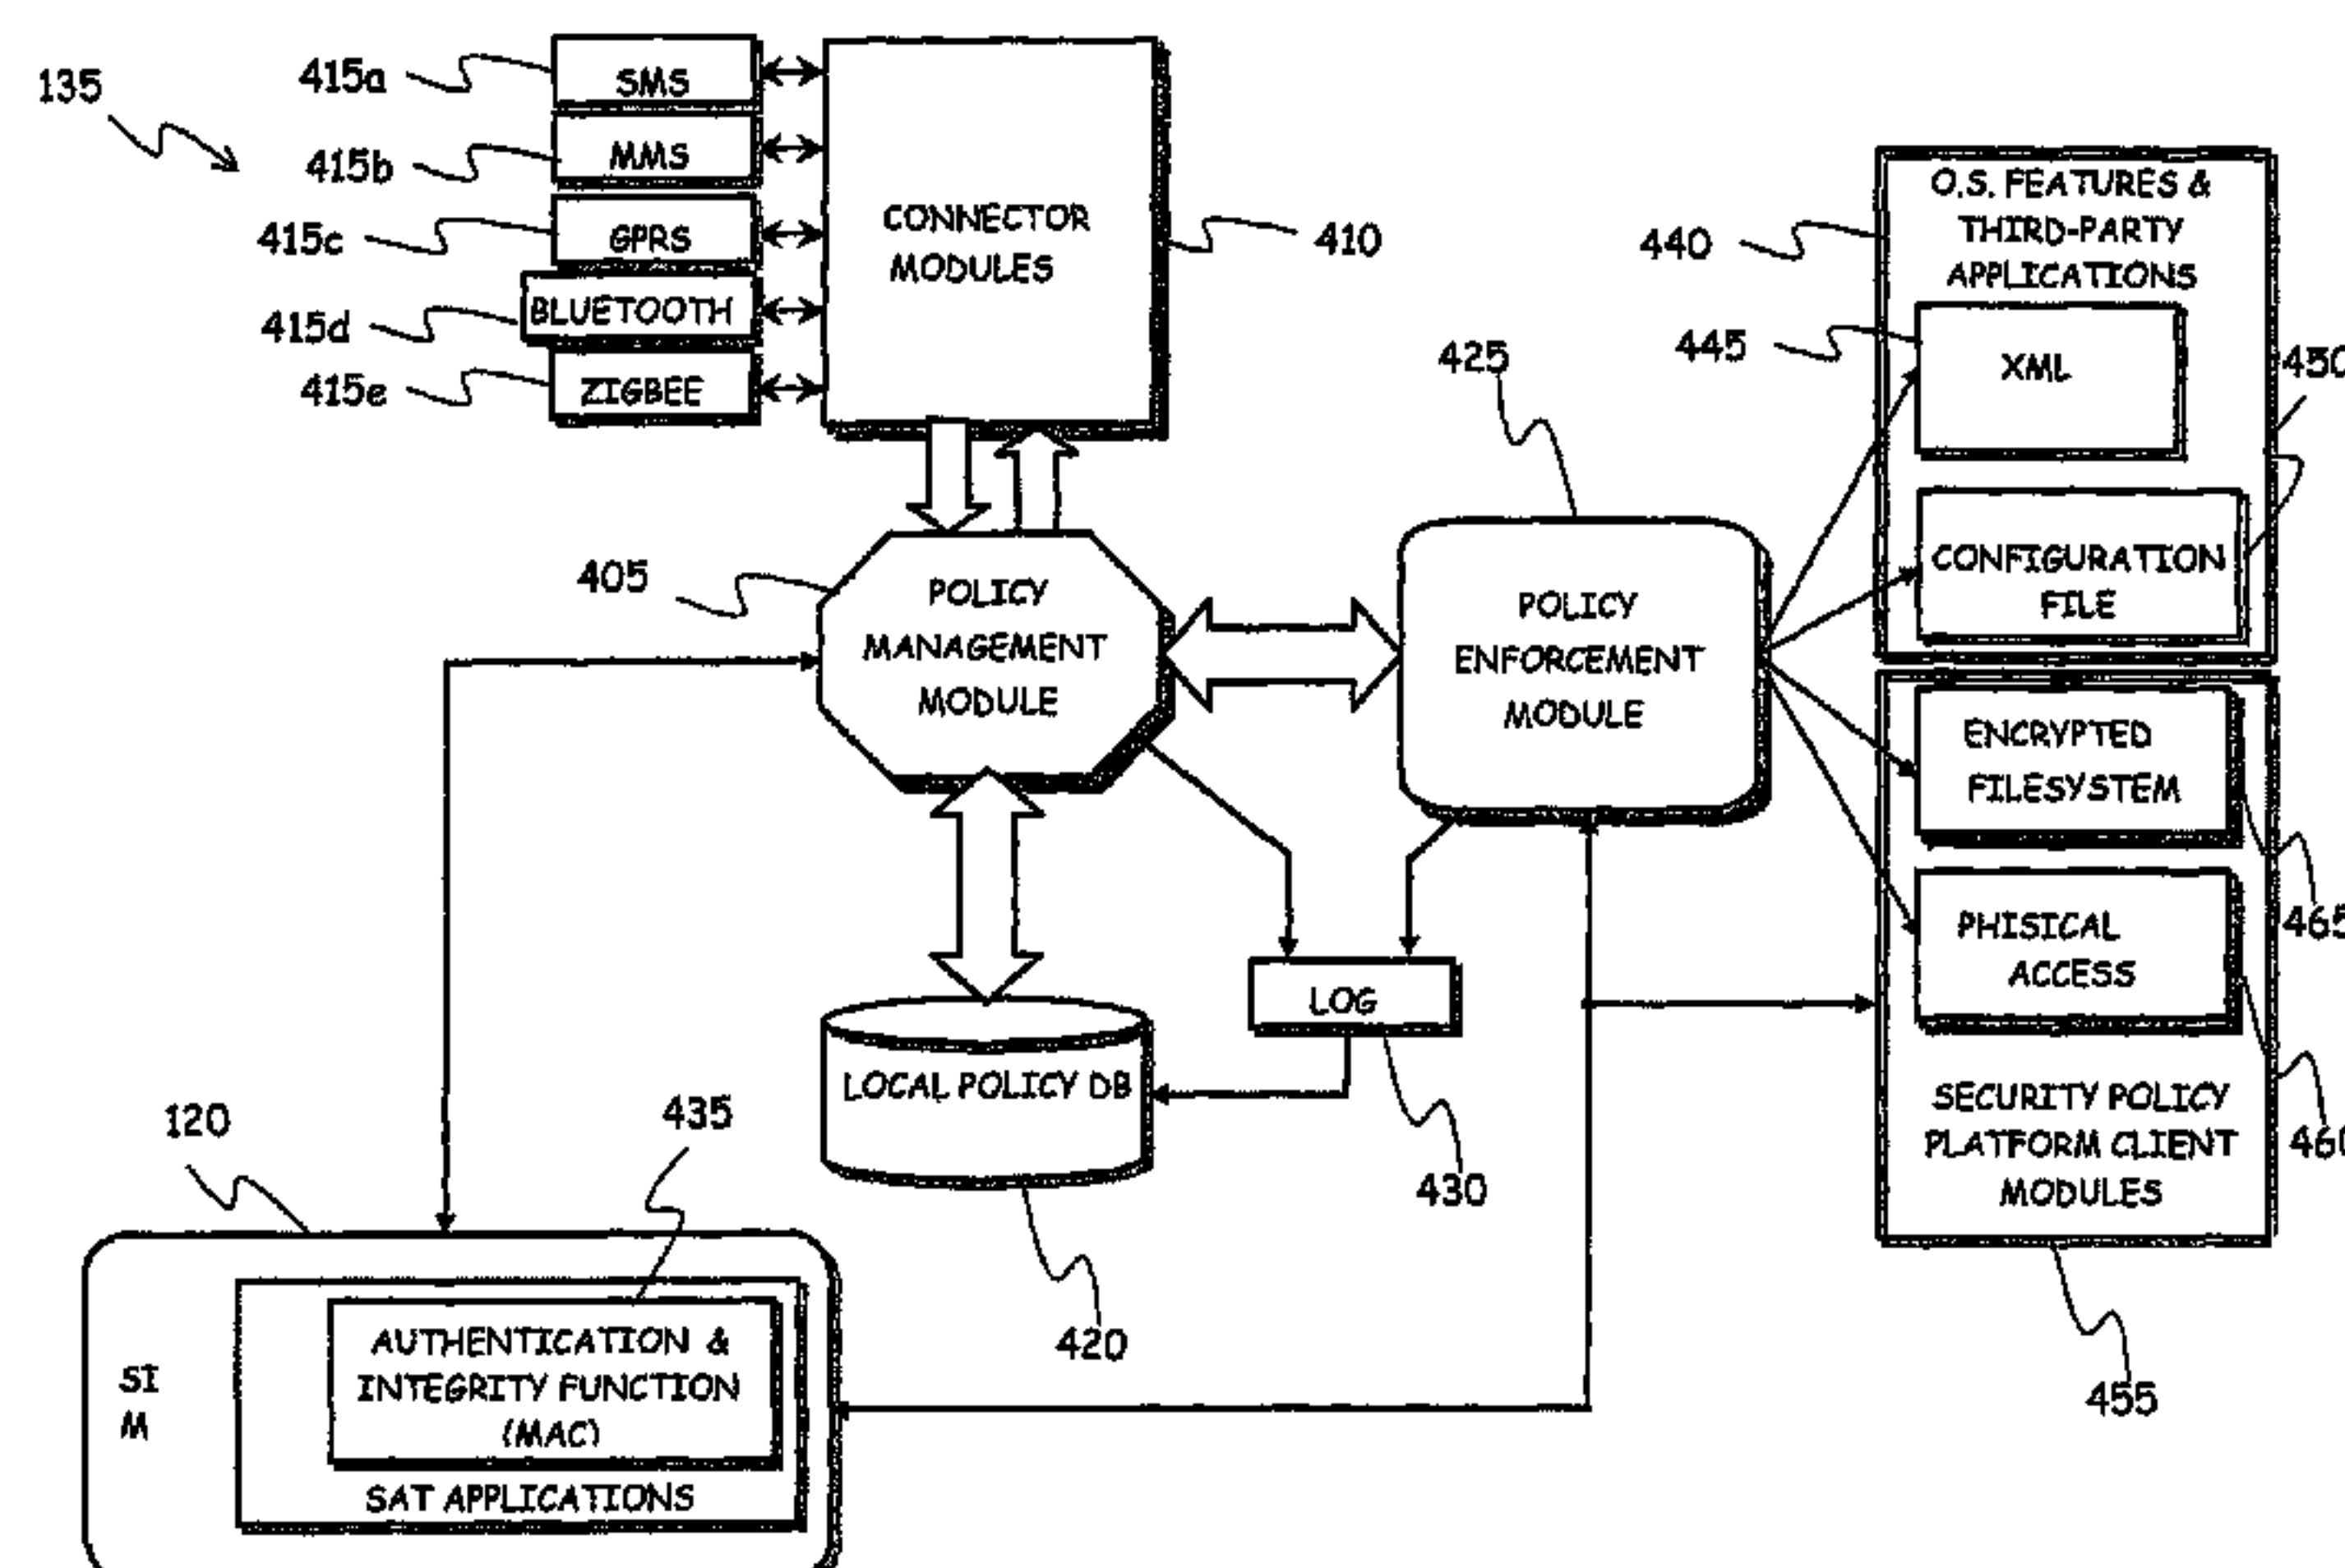 135
415a
SMS
415b
MMS
415c
GPRS
415d
BLUETOOTH
415e
ZIGBEE
CONNECTOR
MODULES
410
440
O.S. FEATURES &
THIRD-PARTY
APPLICATIONS
445
XML
450
CONFIGURATION
FILE
425
405
POLICY
MANAGEMENT
MODULE
POLICY
ENFORCEMENT
MODULE
ENCRYPTED
FILESYSTEM
465
PHISICAL
ACCESS
460
SECURITY POLICY
PLATFORM CLIENT
MODULES
455
LOG
430
LOCAL POLICY DB
420
120
435
SI
M
AUTHENTICATION &
INTEGRITY FUNCTION
(MAC)
SAT APPLICATIONS